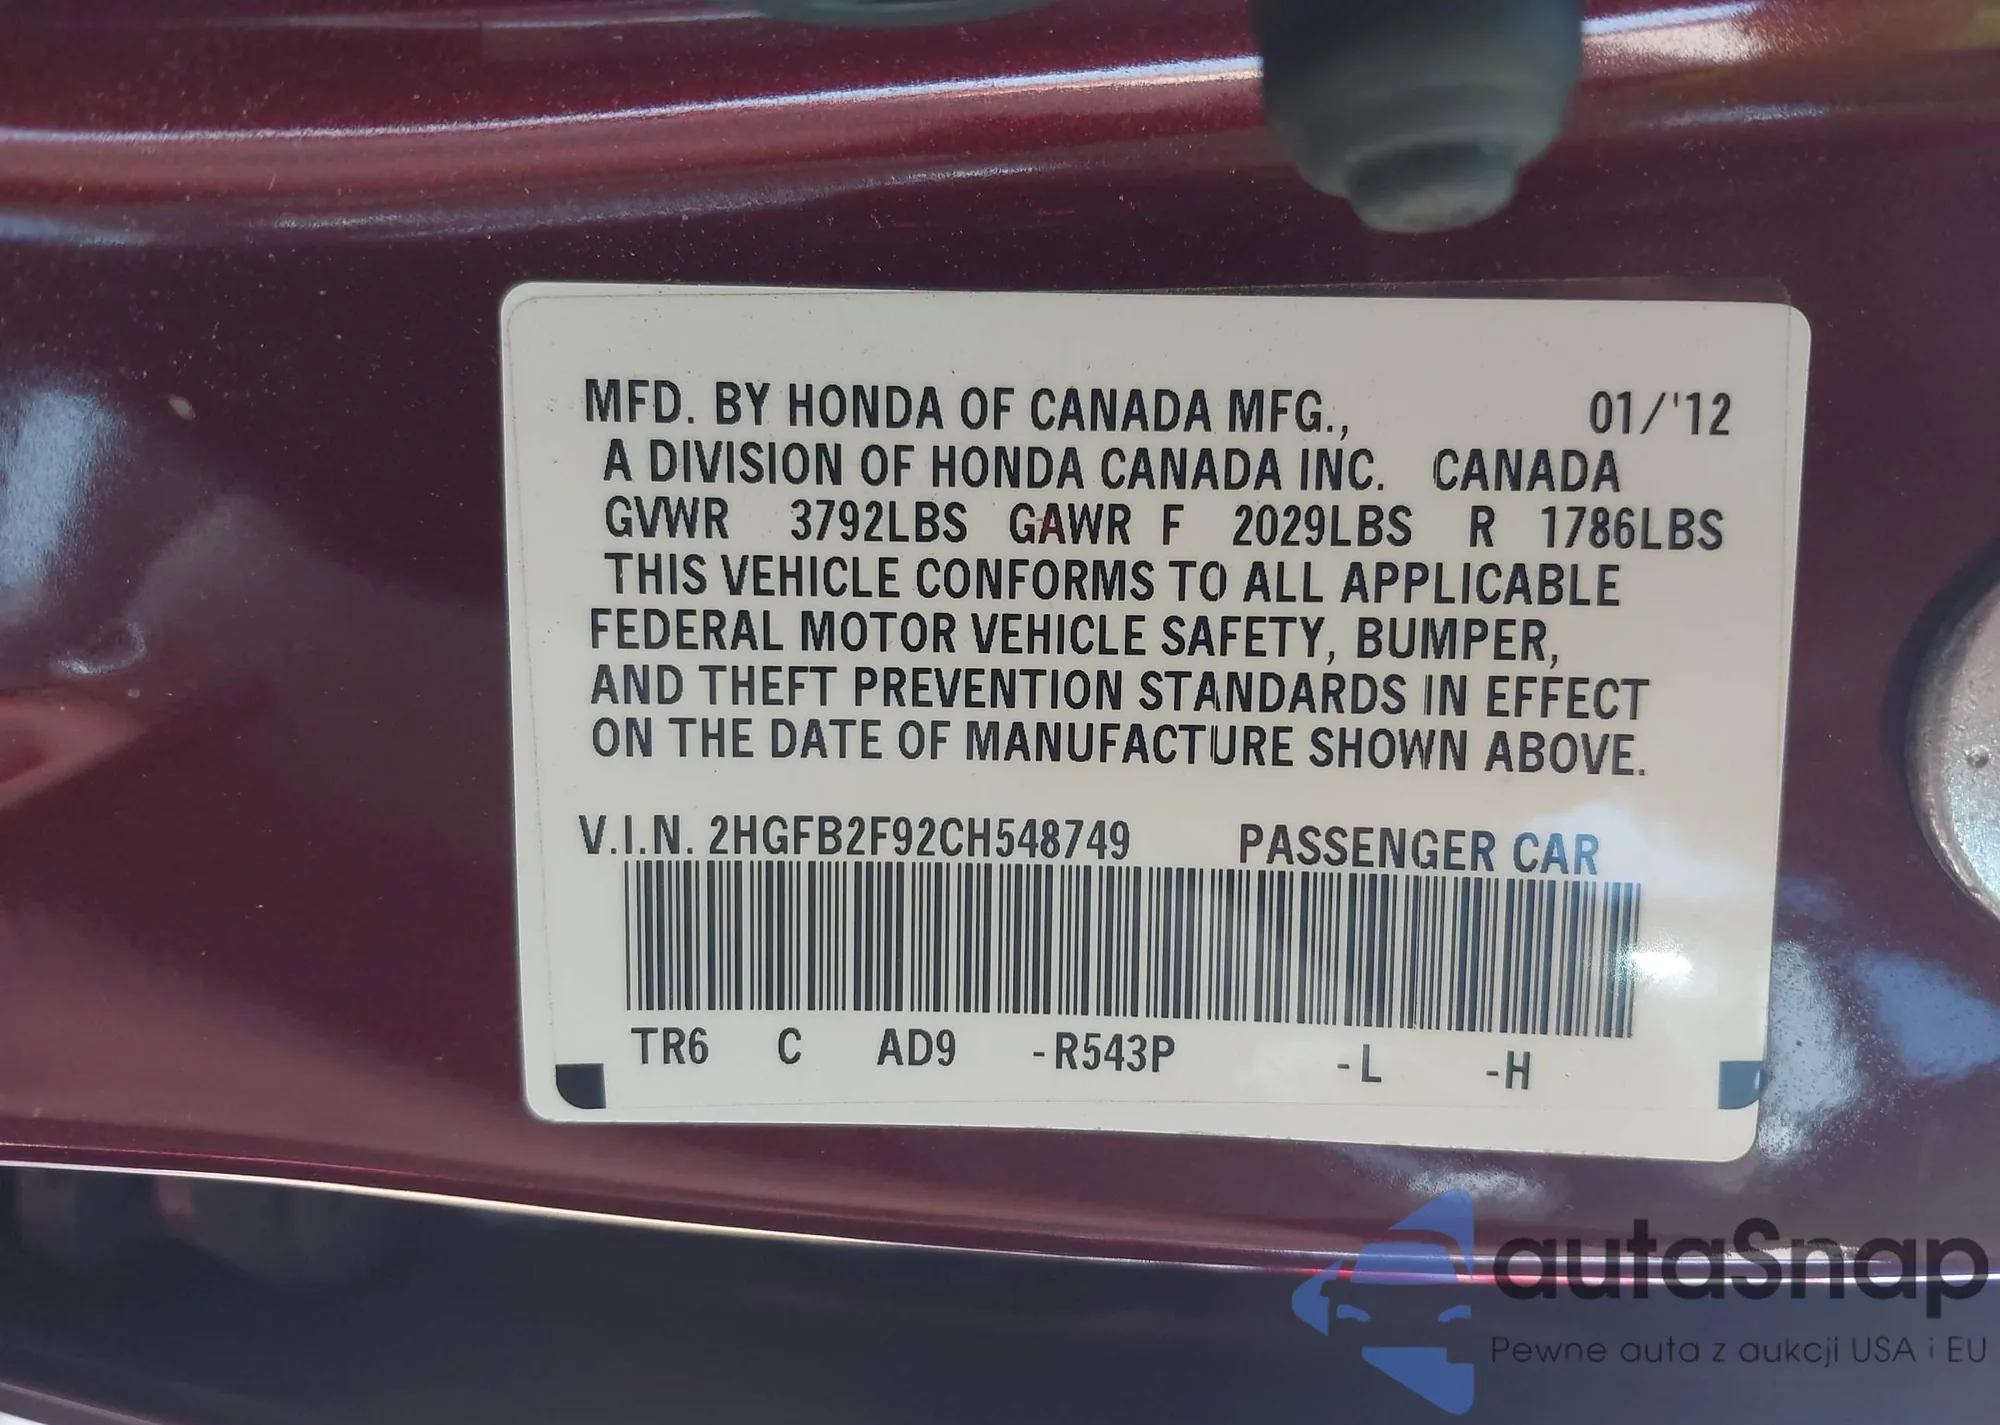 MFD. BY HONDA OF CANADA MFG., 01/'12
A DIVISION OF HONDA CANADA INC. CANADA
GVWR 3792LBS GAWR F 2029LBS R 1786LBS
THIS VEHICLE CONFORMS TO ALL APPLICABLE
FEDERAL MOTOR VEHICLE SAFETY, BUMPER,
AND THEFT PREVENTION STANDARDS IN EFFECT
ON THE DATE OF MANUFACTURE SHOWN ABOVE.
V.I.N. 2HGFB2F92CH548749 PASSENGER CAR
TR6 C AD9 -R543P -L -H
autaSnap
Pewne auta z aukcji USA i EU